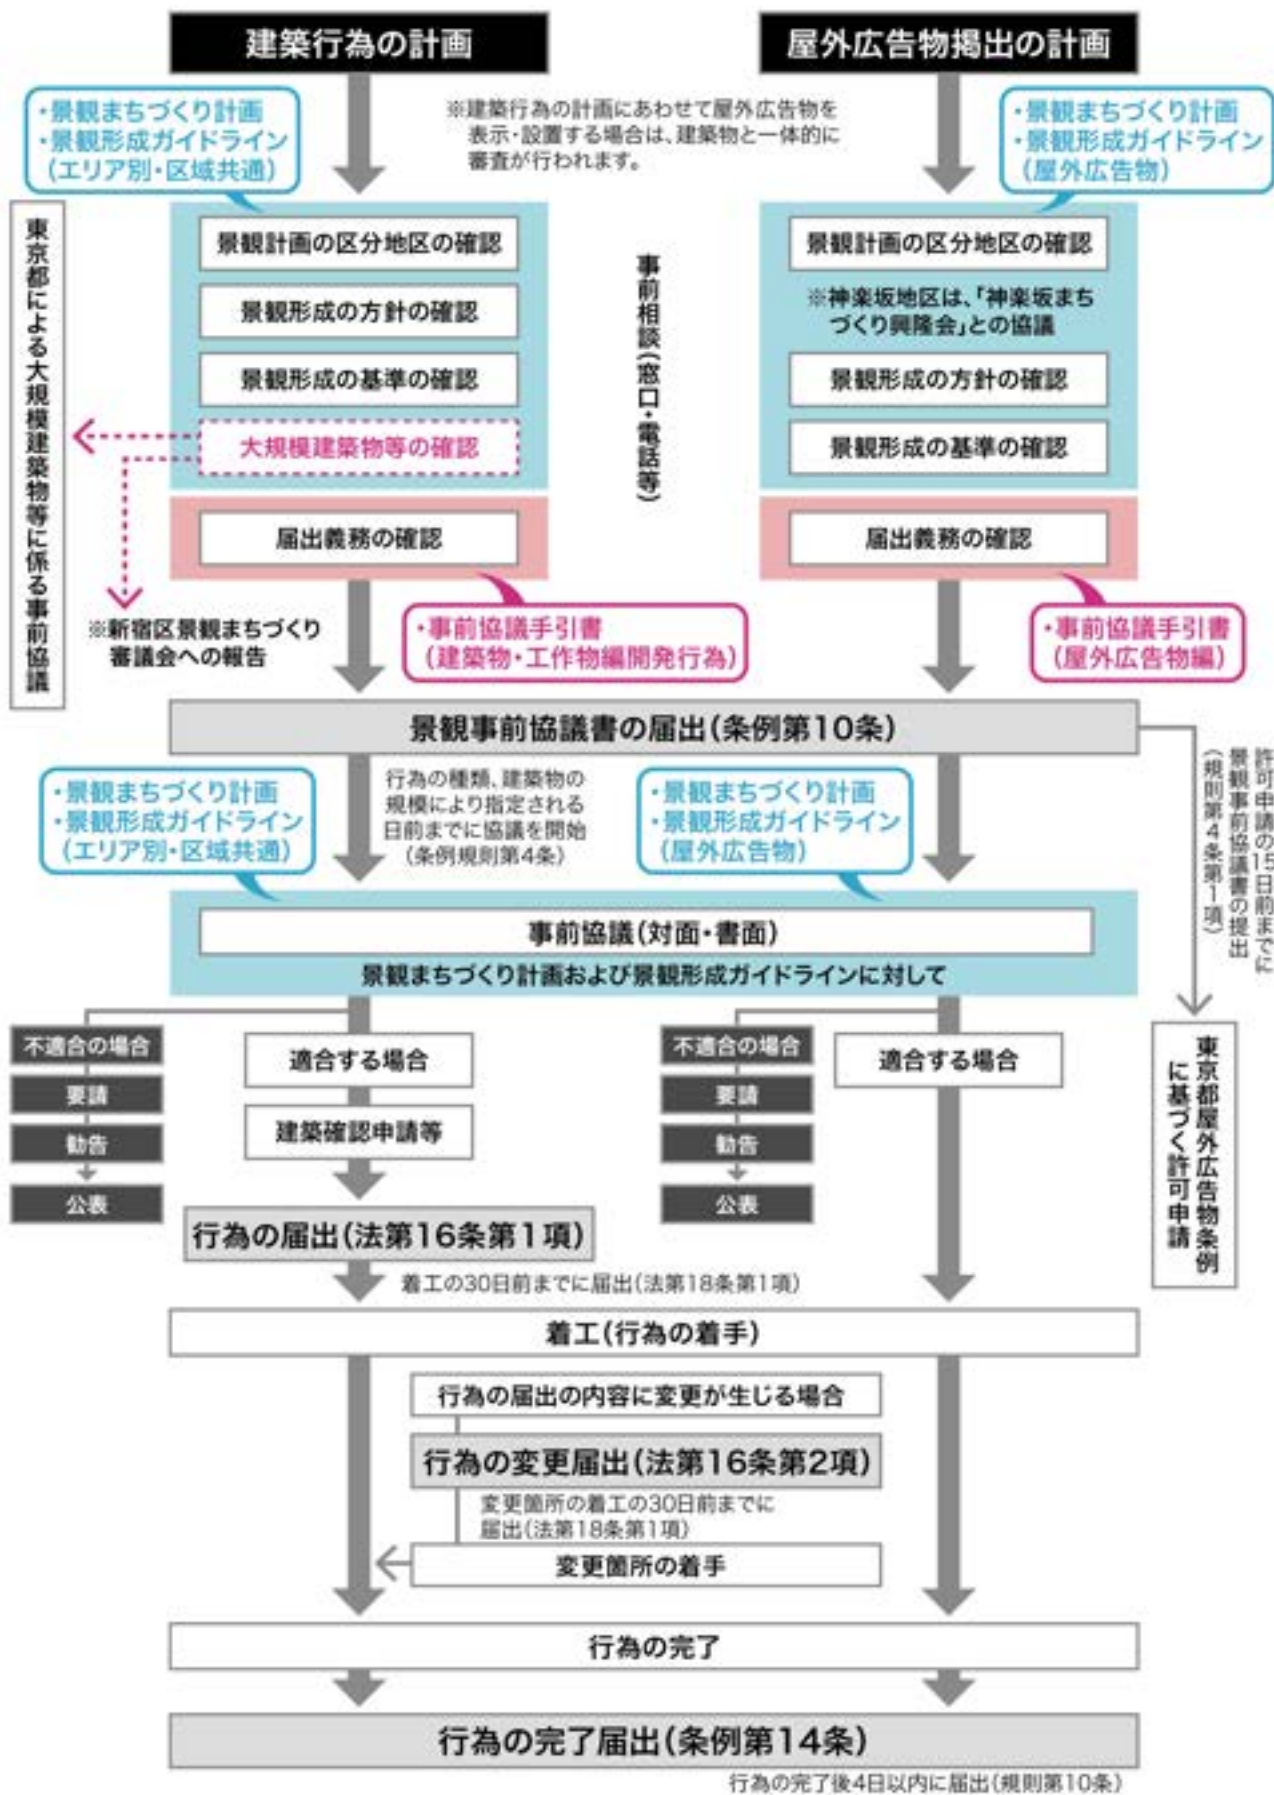 建築行為の計画
屋外広告物掲出の計画
・景観まちづくり計画
・景観形成ガイドライン
(エリア別・区域共通)
※建築行為の計画にあわせて屋外広告物を
表示・設置する場合は、建築物と一体的に
審査が行われます。
・景観まちづくり計画
・景観形成ガイドライン
(屋外広告物)
東京都による大規模建築物等に係る事前協議
景観計画の区分地区の確認
景観形成の方針の確認
景観形成の基準の確認
大規模建築物等の確認
届出義務の確認
事前相談(窓口・電話等)
景観計画の区分地区の確認
※神楽坂地区は、「神楽坂まち
づくり興隆会」との協議
景観形成の方針の確認
景観形成の基準の確認
届出義務の確認
※新宿区景観まちづくり
審議会への報告
・事前協議手引書
(建築物・工作物編開発行為)
・事前協議手引書
(屋外広告物編)
景観事前協議書の届出(条例第10条)
・景観まちづくり計画
・景観形成ガイドライン
(エリア別・区域共通)
行為の種類、建築物の
規模により指定される
日前までに協議を開始
(条例規則第4条)
・景観まちづくり計画
・景観形成ガイドライン
(屋外広告物)
許可申請の15日前までに
景観事前協議書の提出
(規則第4条第1項)
事前協議(対面・書面)
景観まちづくり計画および景観形成ガイドラインに対して
不適合の場合
要請
勧告
公表
適合する場合
建築確認申請等
行為の届出(法第16条第1項)
着工の30日前までに届出(法第18条第1項)
不適合の場合
要請
勧告
公表
適合する場合
東京都屋外広告物条例
に基づく許可申請
着工(行為の着手)
行為の届出の内容に変更が生じる場合
行為の変更届出(法第16条第2項)
変更箇所の着工の30日前までに
届出(法第18条第1項)
変更箇所の着手
行為の完了
行為の完了届出(条例第14条)
行為の完了後4日以内に届出(規則第10条)